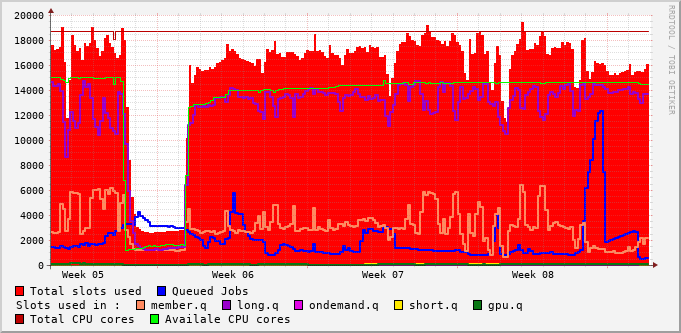 20000
18000
16000
14000
12000
10000
8000
6000
4000
2000
0
Week 05 Week 06 Week 07 Week 08
RRDTOOL / TOBI OETIKER
Total slots used Queued Jobs
Slots used in : member.q long.q ondemand.q short.q gpu.q
Total CPU cores Availale CPU cores